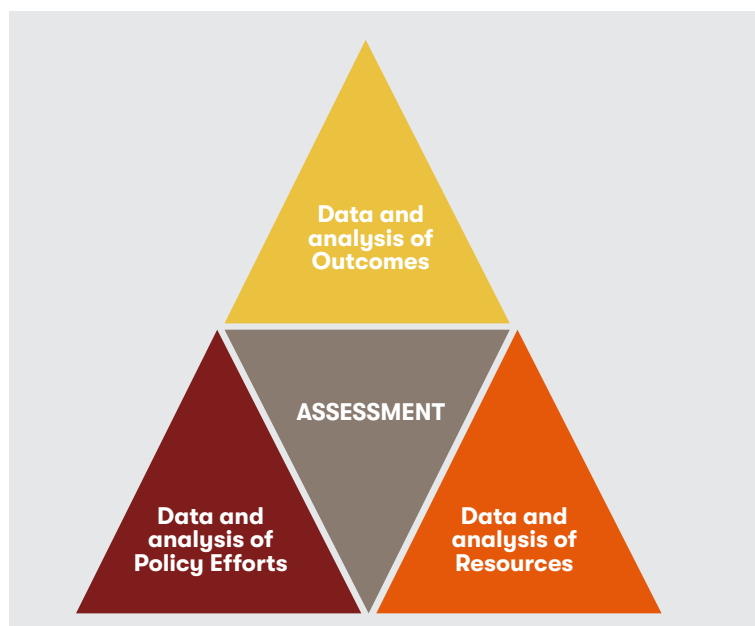 Data and
analysis of
Outcomes
ASSESSMENT
Data and
analysis of
Policy Efforts
Data and
analysis of
Resources